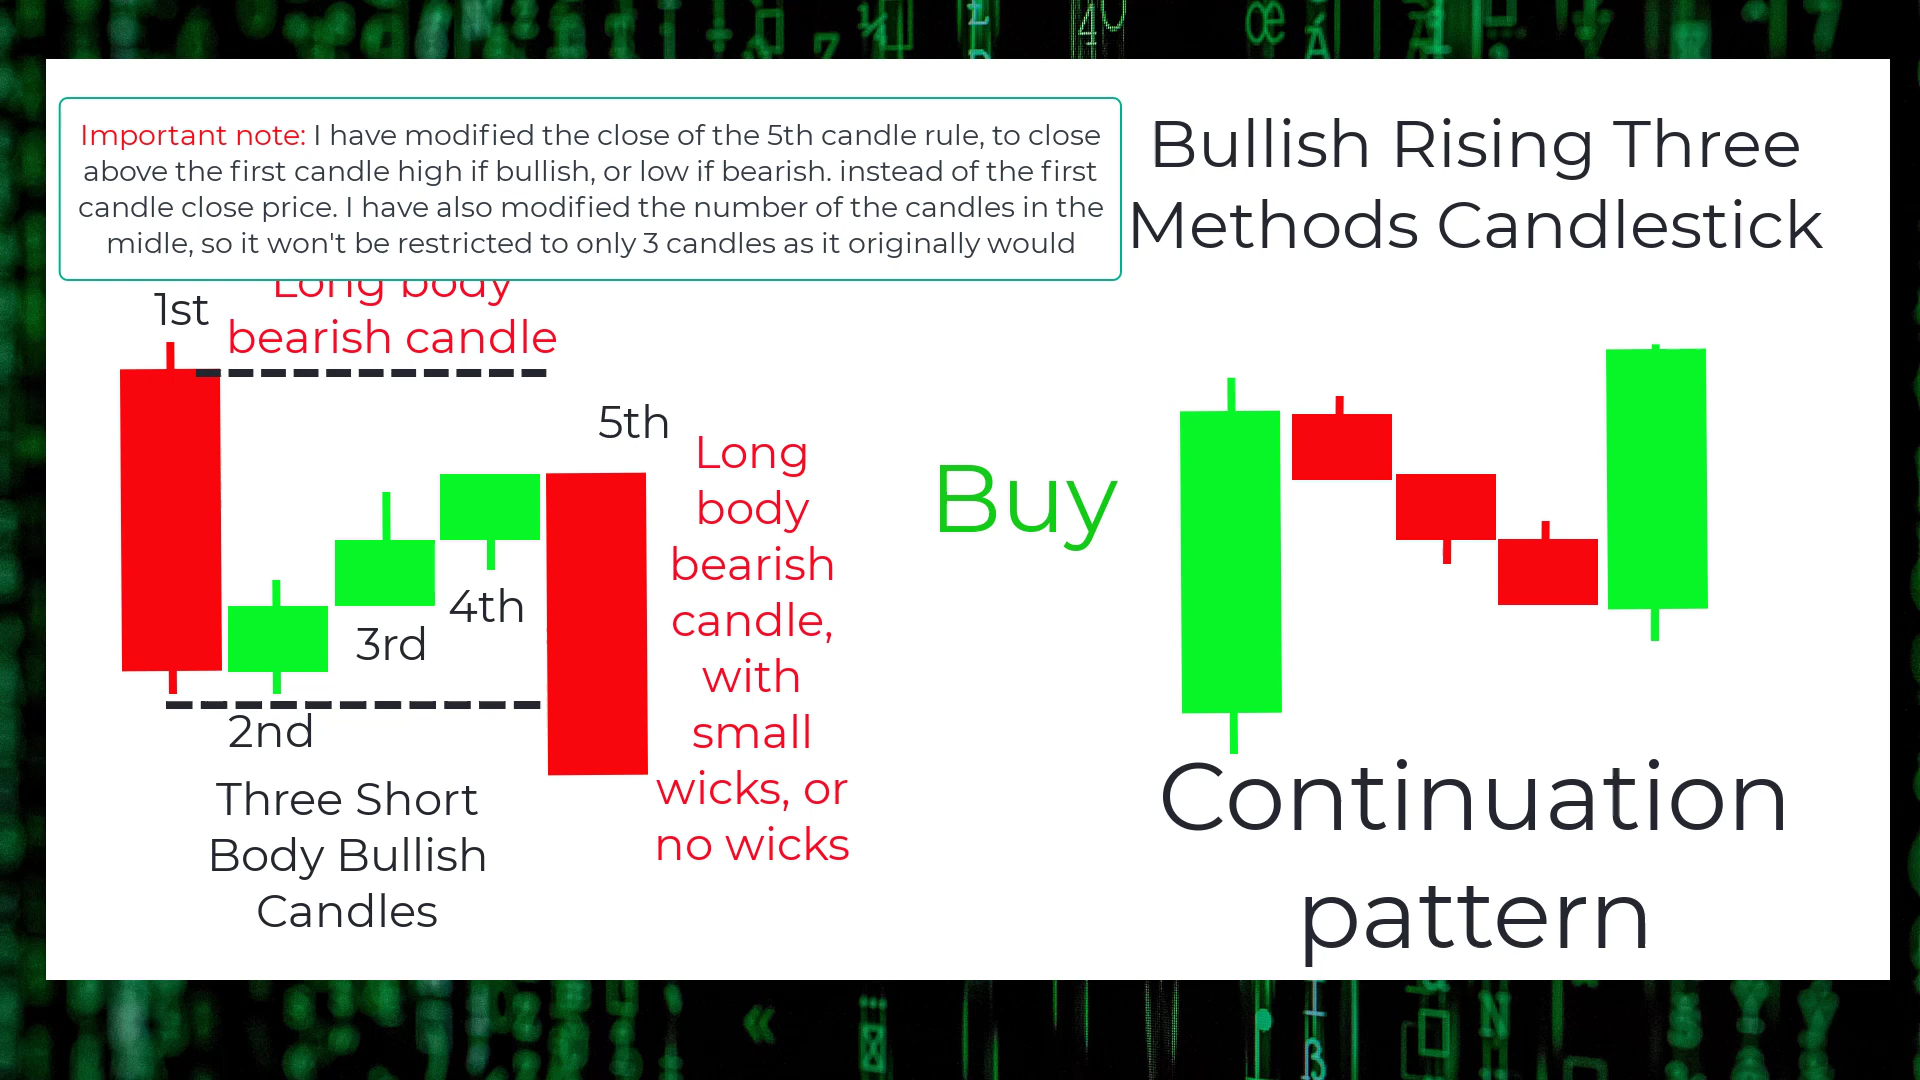 Important note: I have modified the close of the 5th candle rule, to close
above the first candle high if bullish, or low if bearish. instead of the first
candle close price. I have also modified the number of the candles in the
midle, so it won't be restricted to only 3 candles as it originally would
Bullish Rising Three
Methods Candlestick
1st
Long body
bearish candle
5th
Long
body
bearish
candle,
with
small
wicks, or
no wicks
4th
3rd
2nd
Three Short
Body Bullish
Candles
Buy
Continuation
pattern